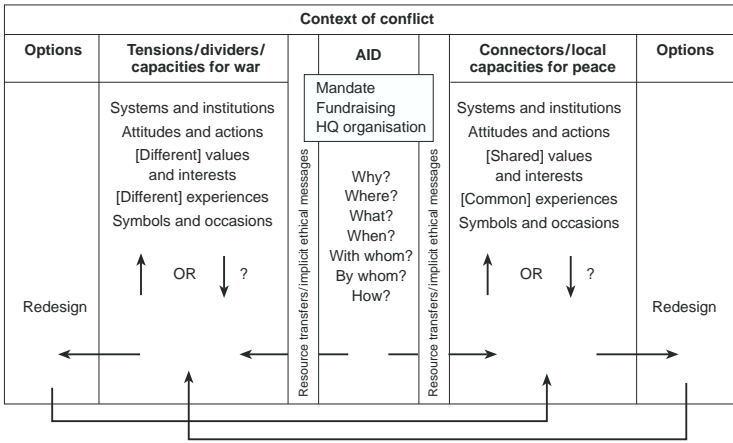 Context of conflict
Options
Tensions/dividers/
capacities for war
AID
Connectors/local
capacities for peace
Options
Systems and institutions
Attitudes and actions
[Different] values
and interests
[Different] experiences
Symbols and occasions
OR ?
Redesign
Resource transfers/implicit ethical messages
Mandate
Fundraising
HQ organisation
Why?
Where?
What?
When?
With whom?
By whom?
How?
Resource transfers/implicit ethical messages
Systems and institutions
Attitudes and actions
[Shared] values
and interests
[Common] experiences
Symbols and occasions
OR ?
Redesign